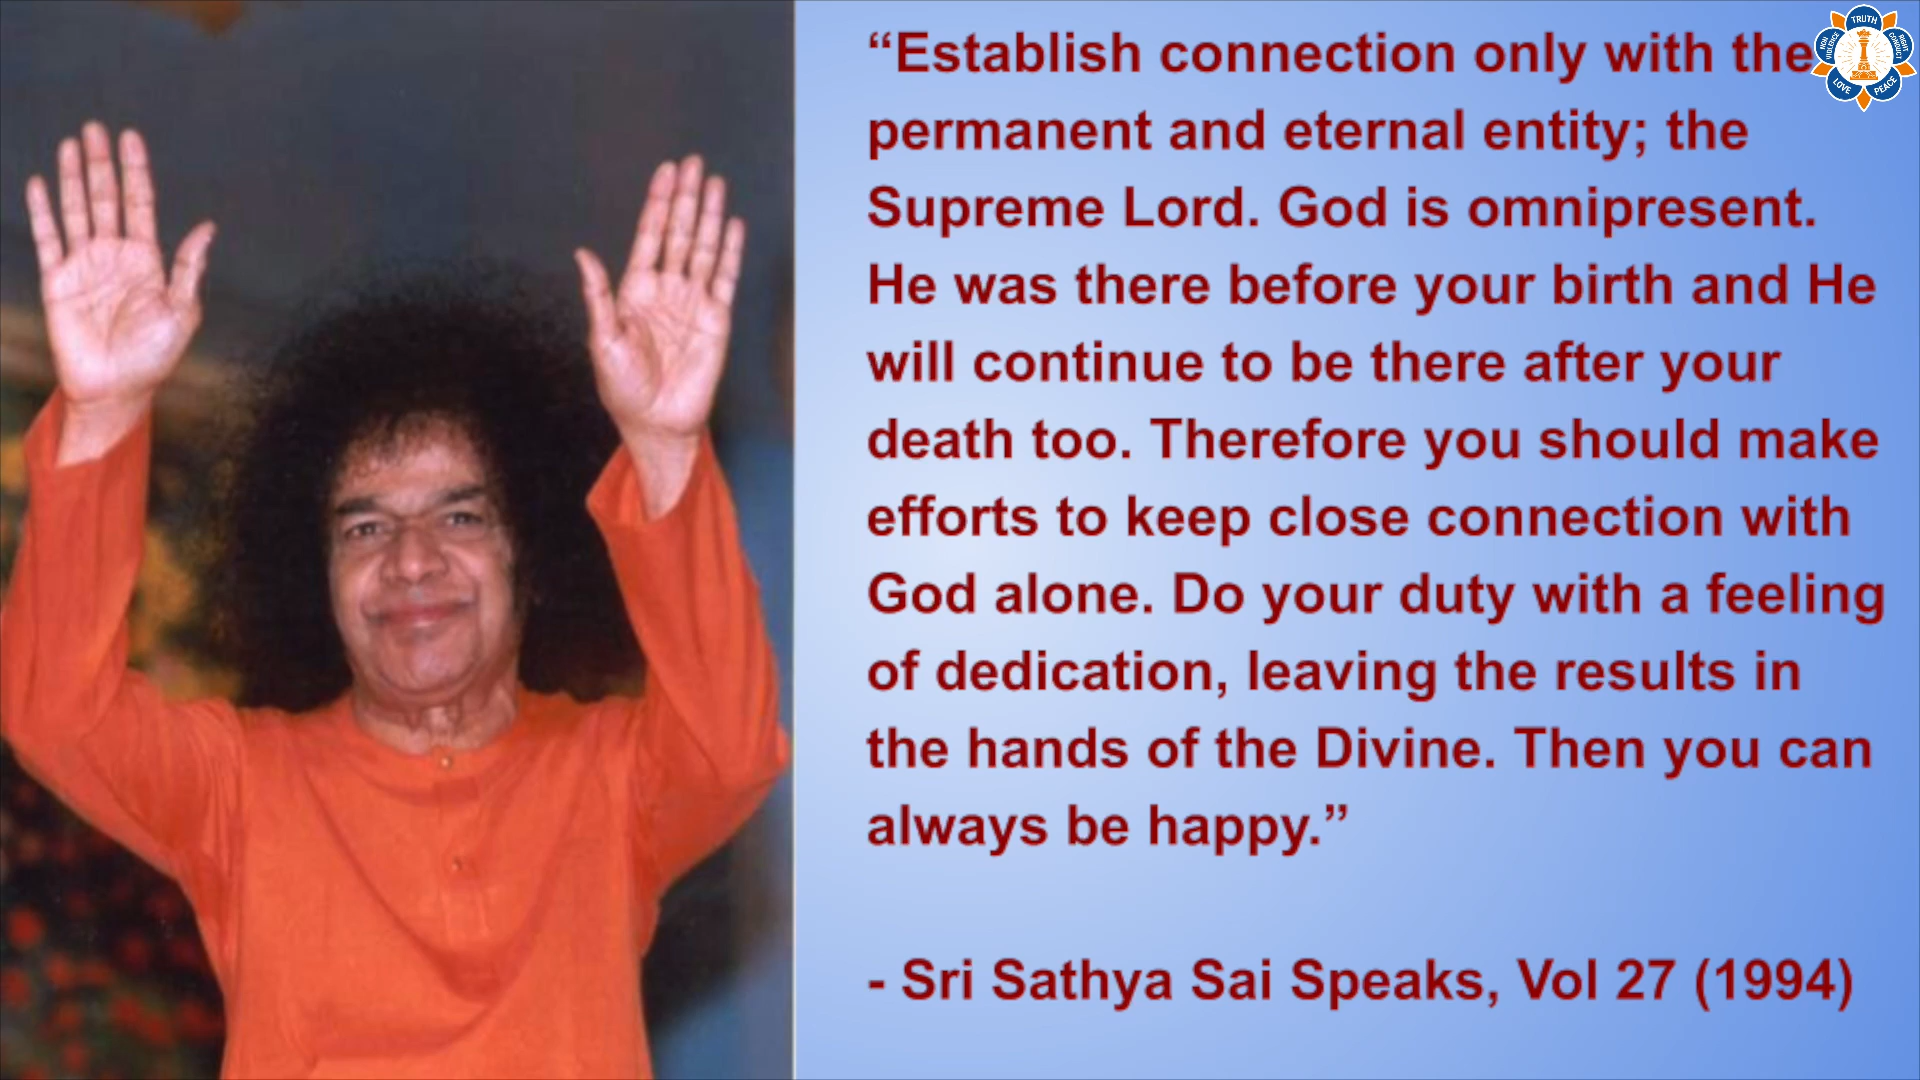 “Establish connection only with the
permanent and eternal entity; the
Supreme Lord. God is omnipresent.
He was there before your birth and He
will continue to be there after your
death too. Therefore you should make
efforts to keep close connection with
God alone. Do your duty with a feeling
of dedication, leaving the results in
the hands of the Divine. Then you can
always be happy.”
- Sri Sathya Sai Speaks, Vol 27 (1994)
TRUTH
RIGHT CONDUCT
PEACE
LOVE
NON VIOLENCE